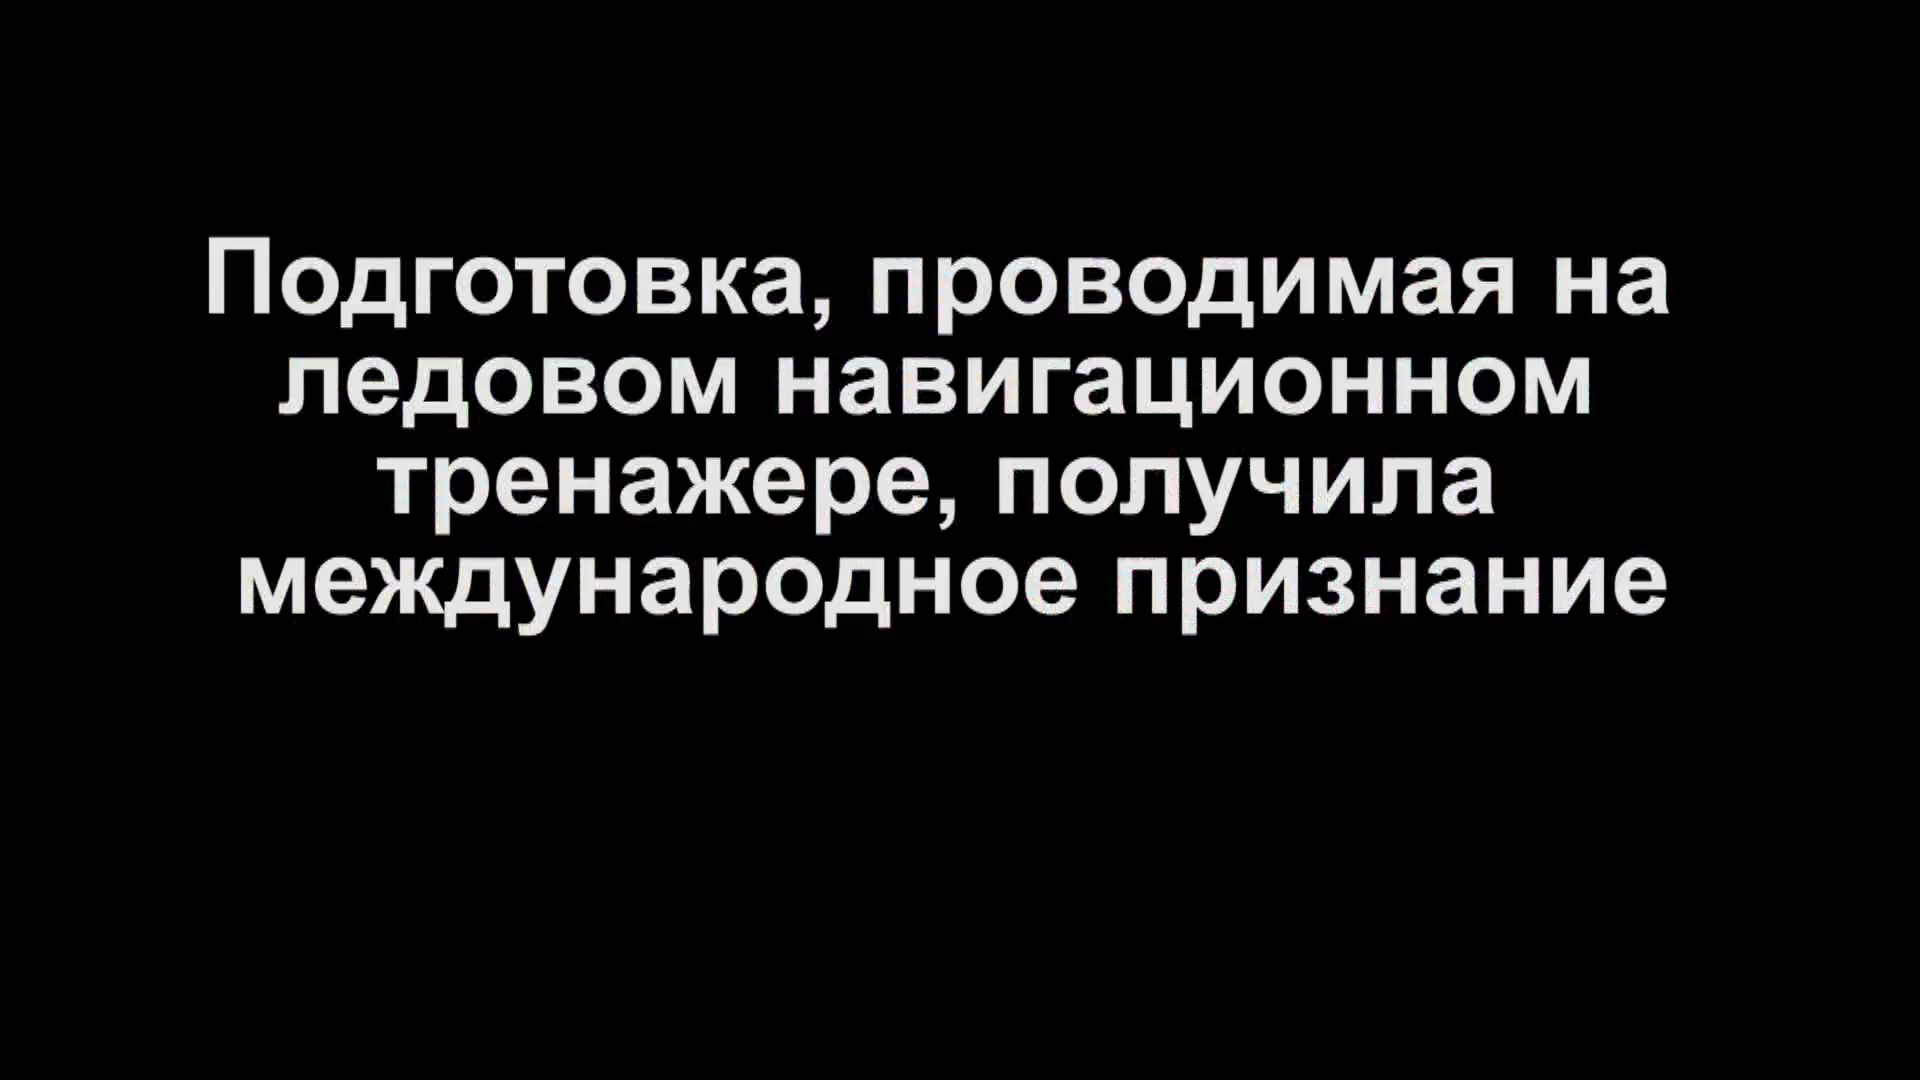 Подготовка, проводимая на
ледовом навигационном
тренажере, получила
международное признание